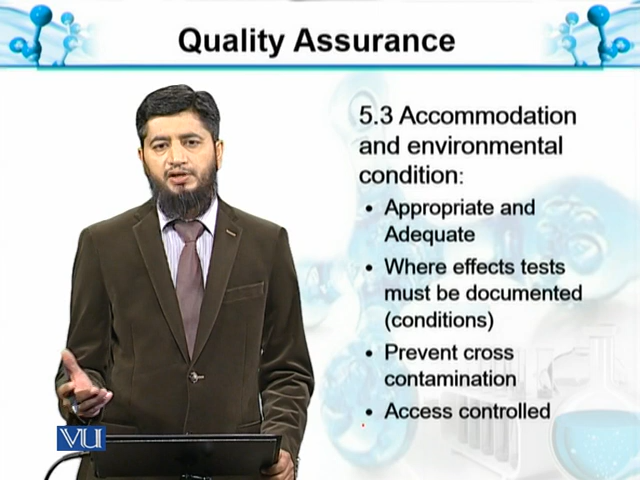 Quality Assurance
5.3 Accommodation
and environmental
condition:
• Appropriate and
Adequate
• Where effects tests
must be documented
(conditions)
• Prevent cross
contamination
• Access controlled
VU